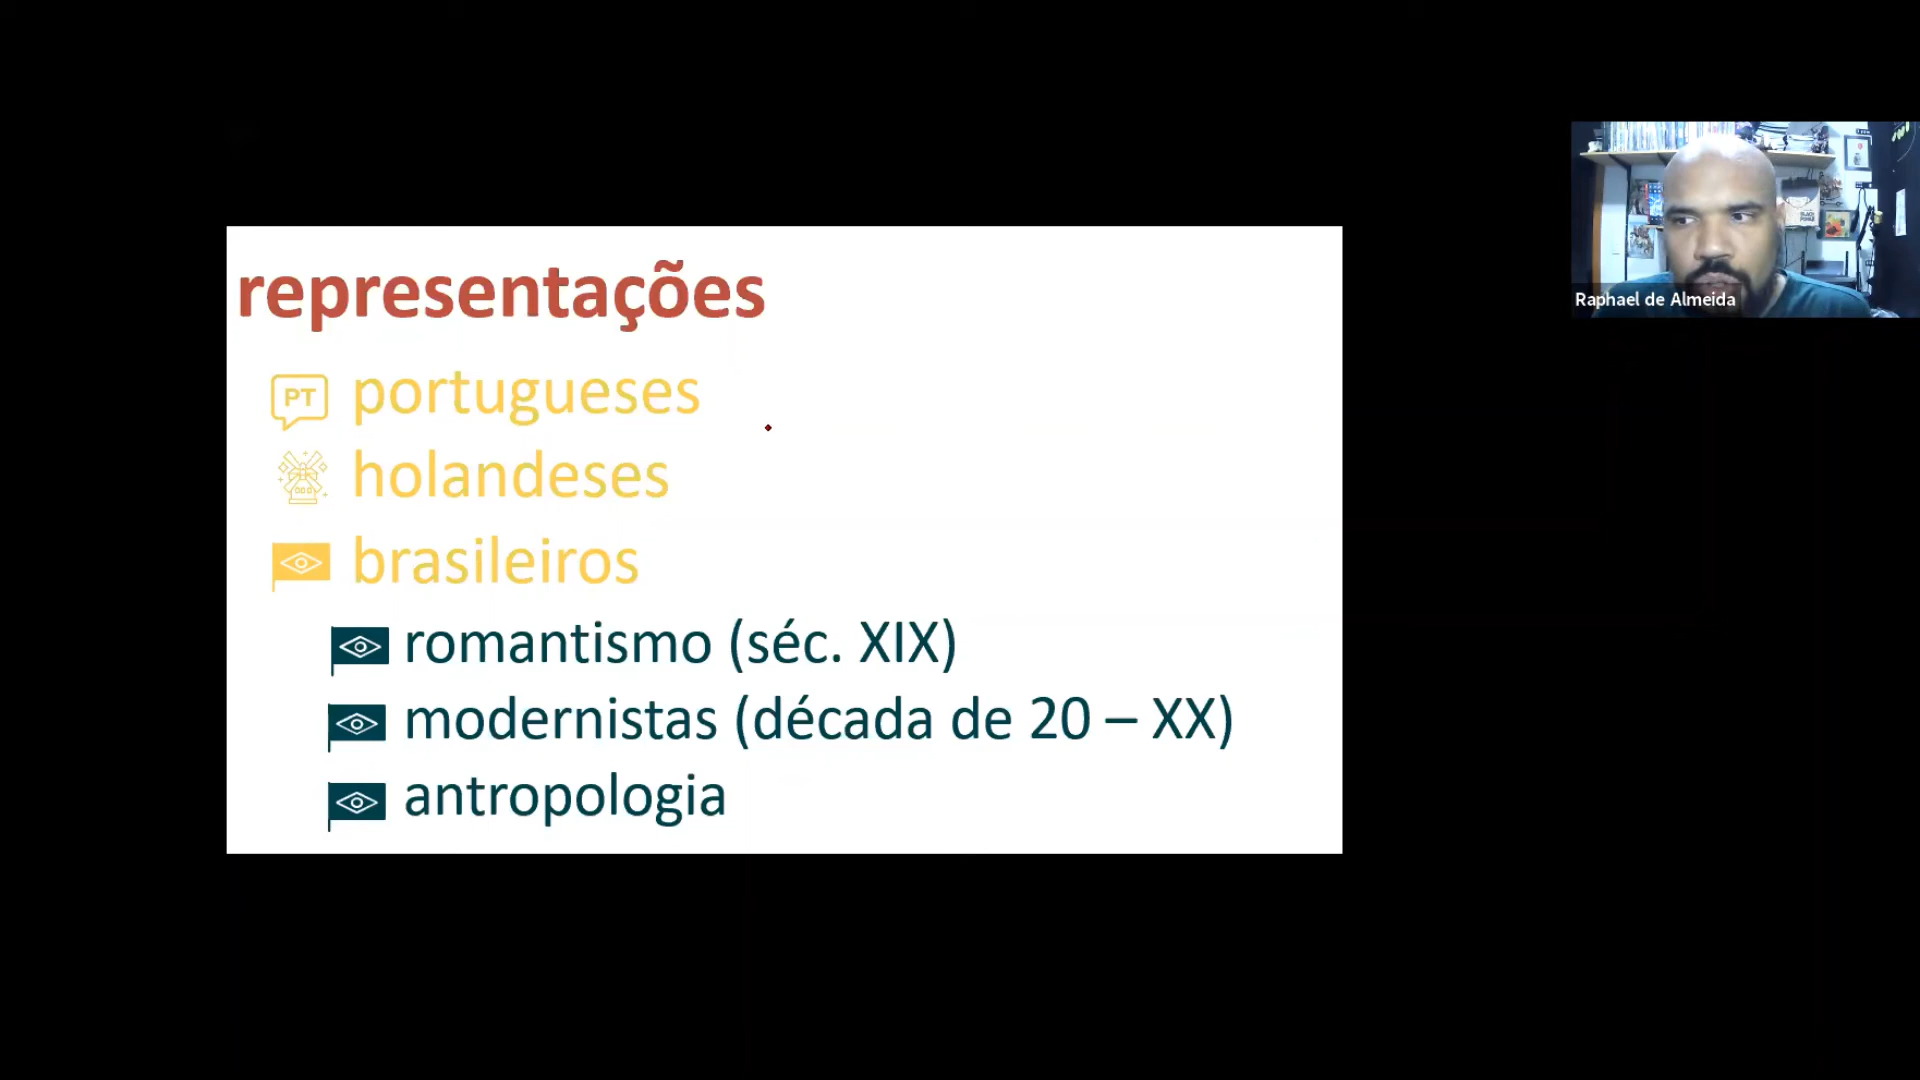 representações
PT portugueses
holandeses
brasileiros
romantismo (séc. XIX)
modernistas (década de 20 – XX)
antropologia
Raphael de Almeida